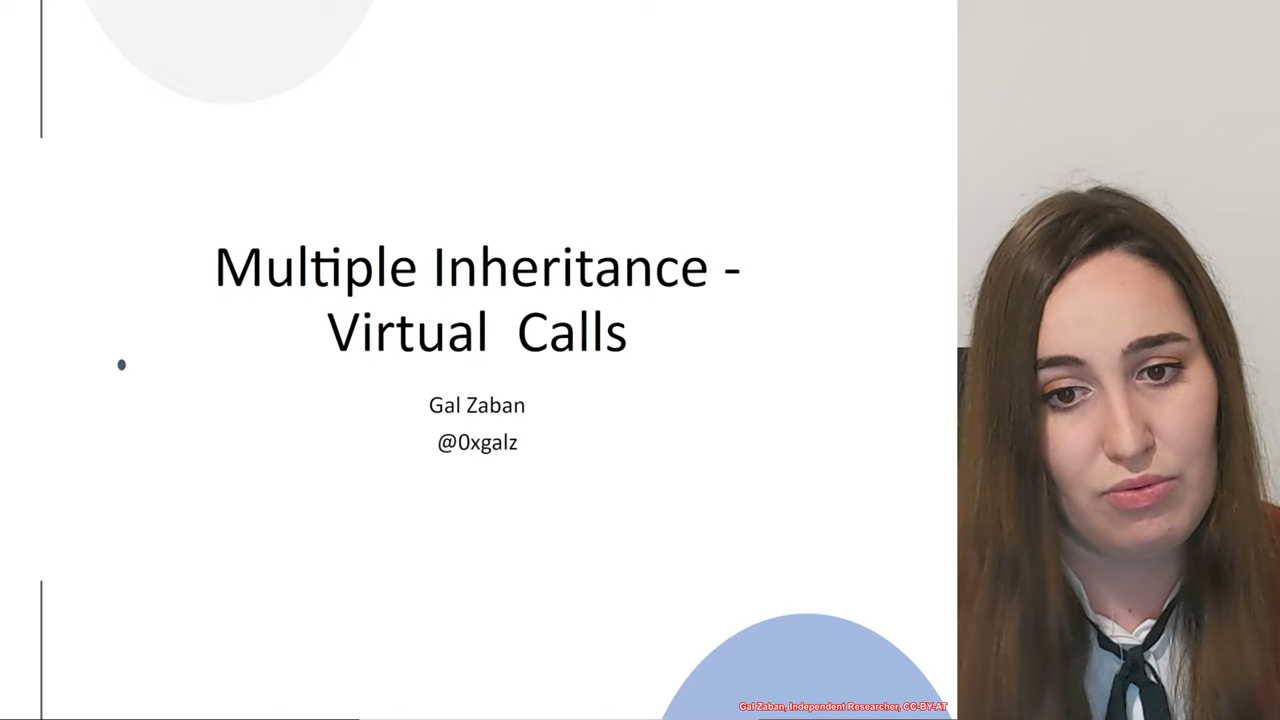 Multiple Inheritance -
Virtual Calls
Gal Zaban
@0xgalz
Gal Zaban, Independent Researcher, CC-BY-AT